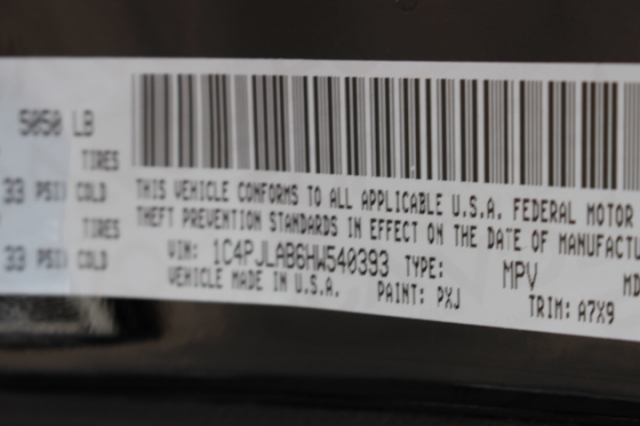 5050 LB
TIRES
33 PSI COLD
TIRES
33 PSI COLD
THIS VEHICLE CONFORMS TO ALL APPLICABLE U.S.A. FEDERAL MOTOR
THEFT PREVENTION STANDARDS IN EFFECT ON THE DATE OF MANUFACTU
VIN: 1C4PJLAB6HW540393 TYPE: MPV MD
VEHICLE MADE IN U.S.A. PAINT: PXJ TRIM: A7X9